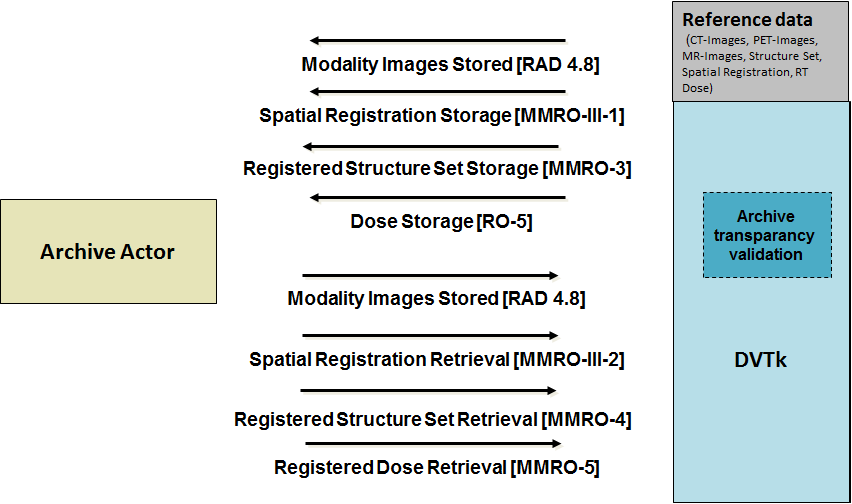 Reference data
(CT-Images, PET-Images,
MR-Images, Structure Set,
Spatial Registration, RT
Dose)
Modality Images Stored [RAD 4.8]
Spatial Registration Storage [MMRO-III-1]
Registered Structure Set Storage [MMRO-3]
Dose Storage [RO-5]
Archive Actor
Archive
transparancy
validation
Modality Images Stored [RAD 4.8]
Spatial Registration Retrieval [MMRO-III-2]
DVTk
Registered Structure Set Retrieval [MMRO-4]
Registered Dose Retrieval [MMRO-5]